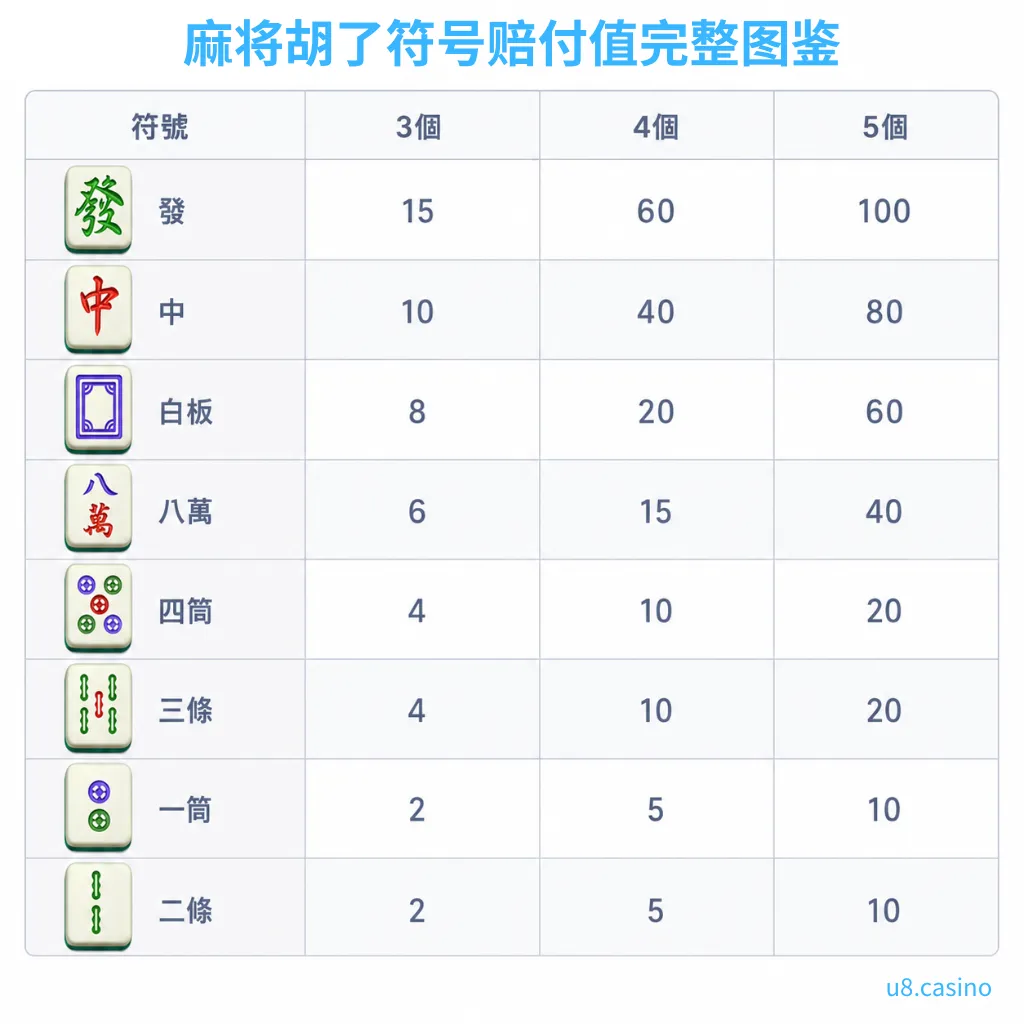 麻将胡了符号赔付值完整图鉴
符號 3個 4個 5個
發 發 15 60 100
中 中 10 40 80
白板 8 20 60
八萬 八萬 6 15 40
四筒 4 10 20
三條 4 10 20
一筒 2 5 10
二條 2 5 10
u8.casino